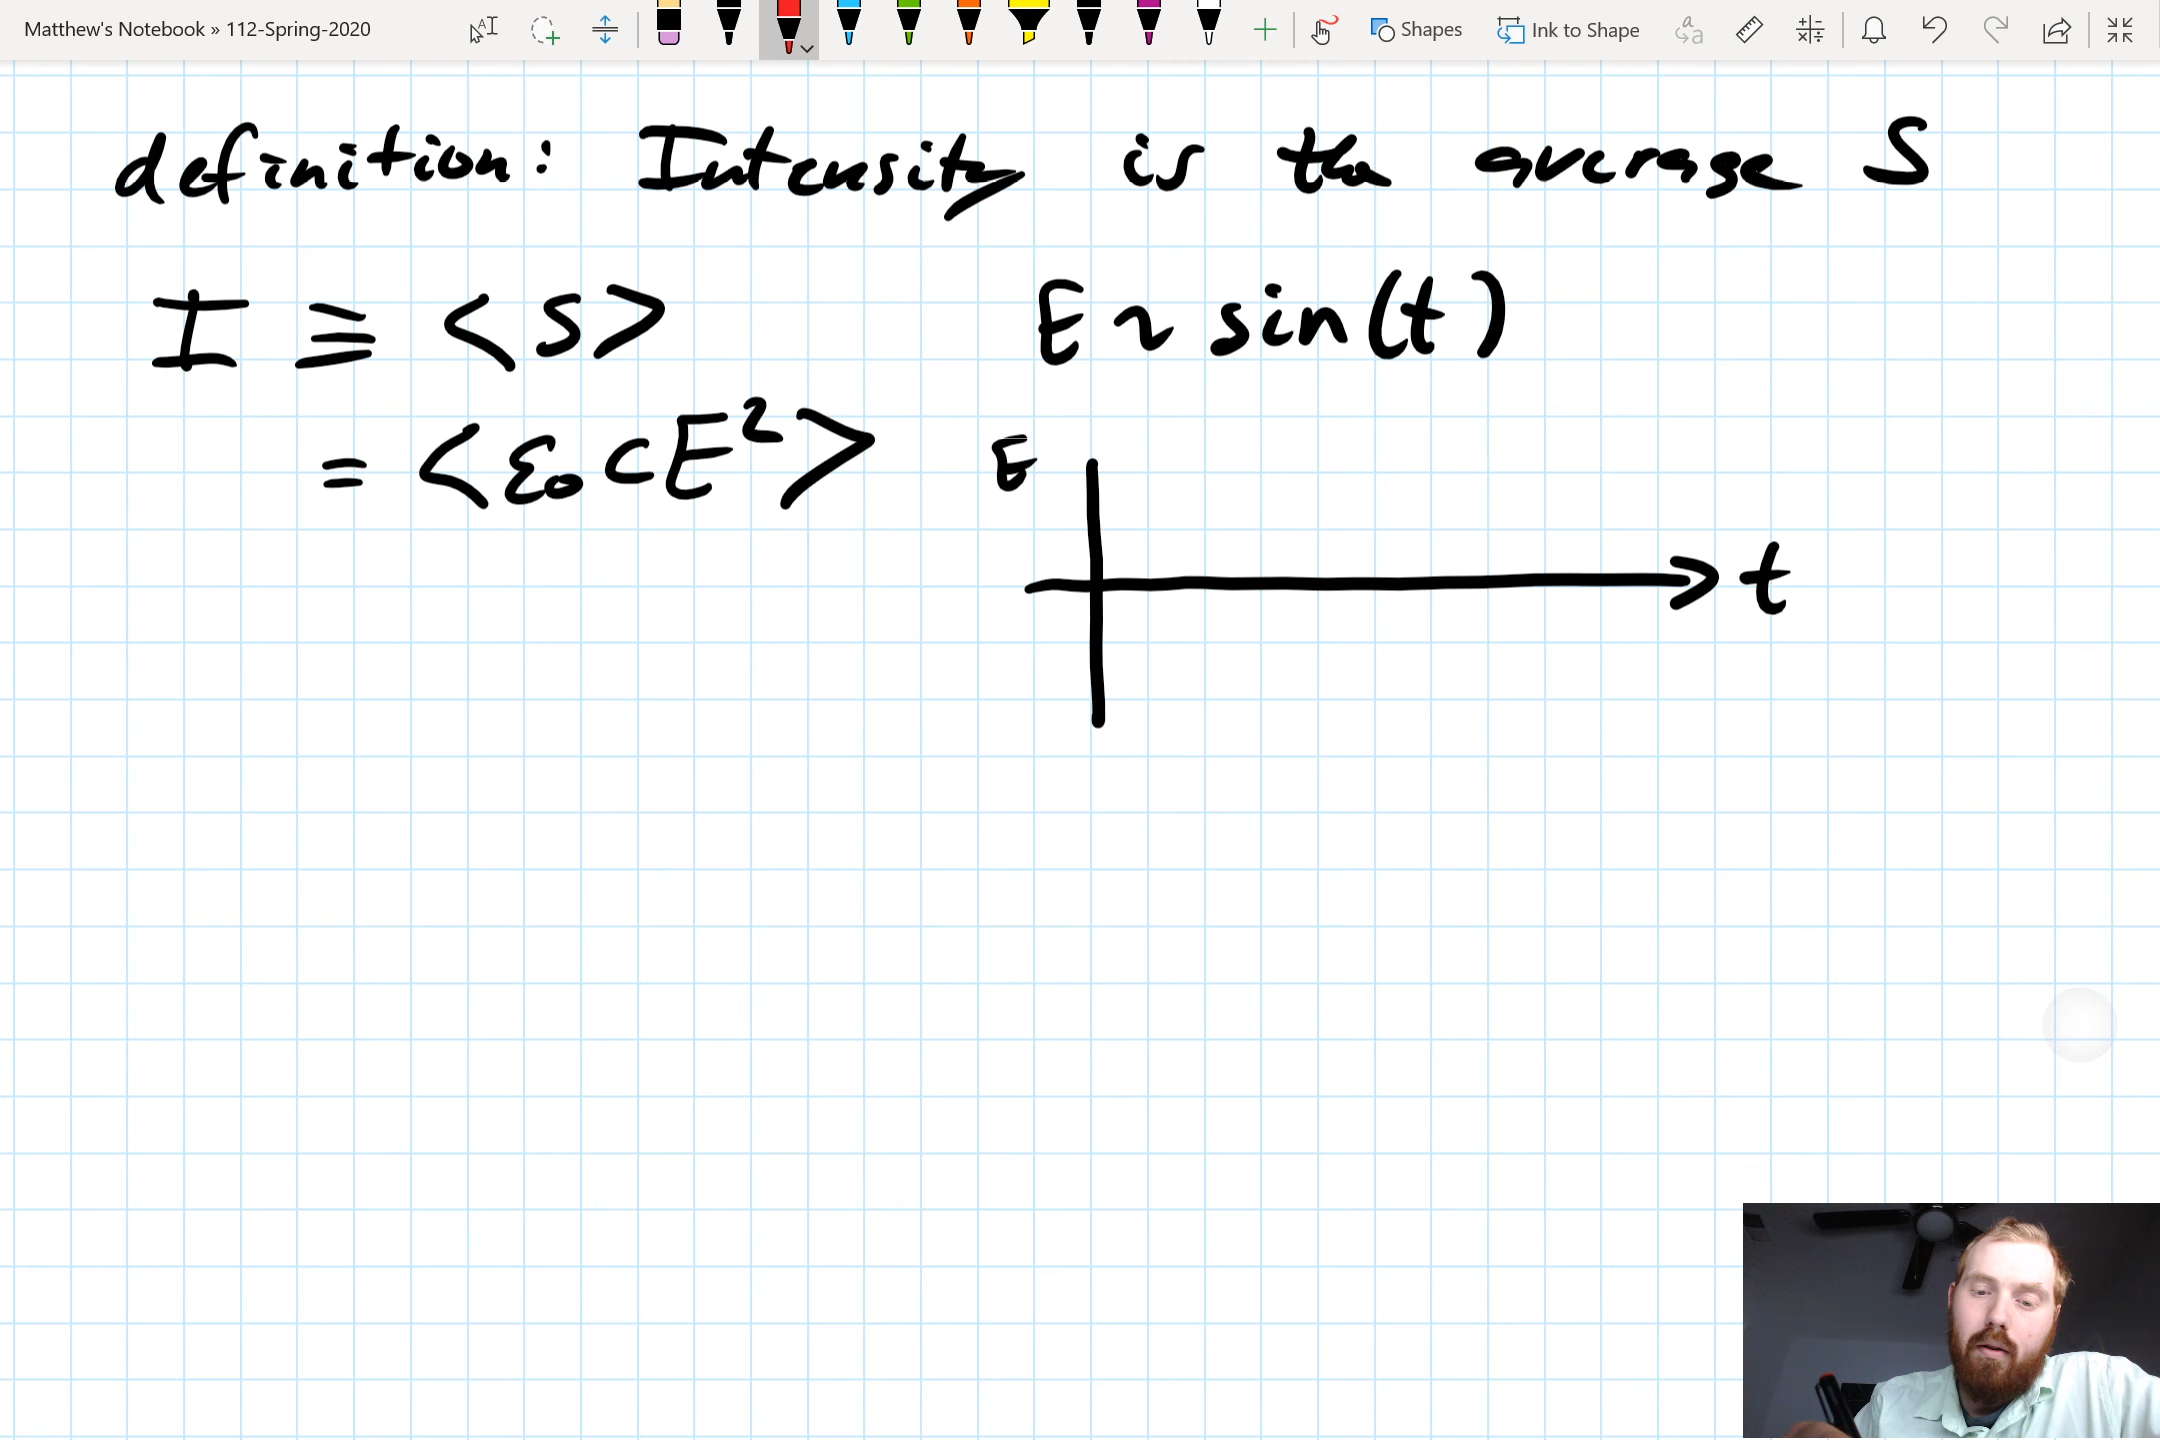 Matthew's Notebook » 112-Spring-2020 Shapes Ink to Shape
definition: Intensity is the average S
I ≡ <S> E ~ sin(t)
= <ε₀cE²> E
t